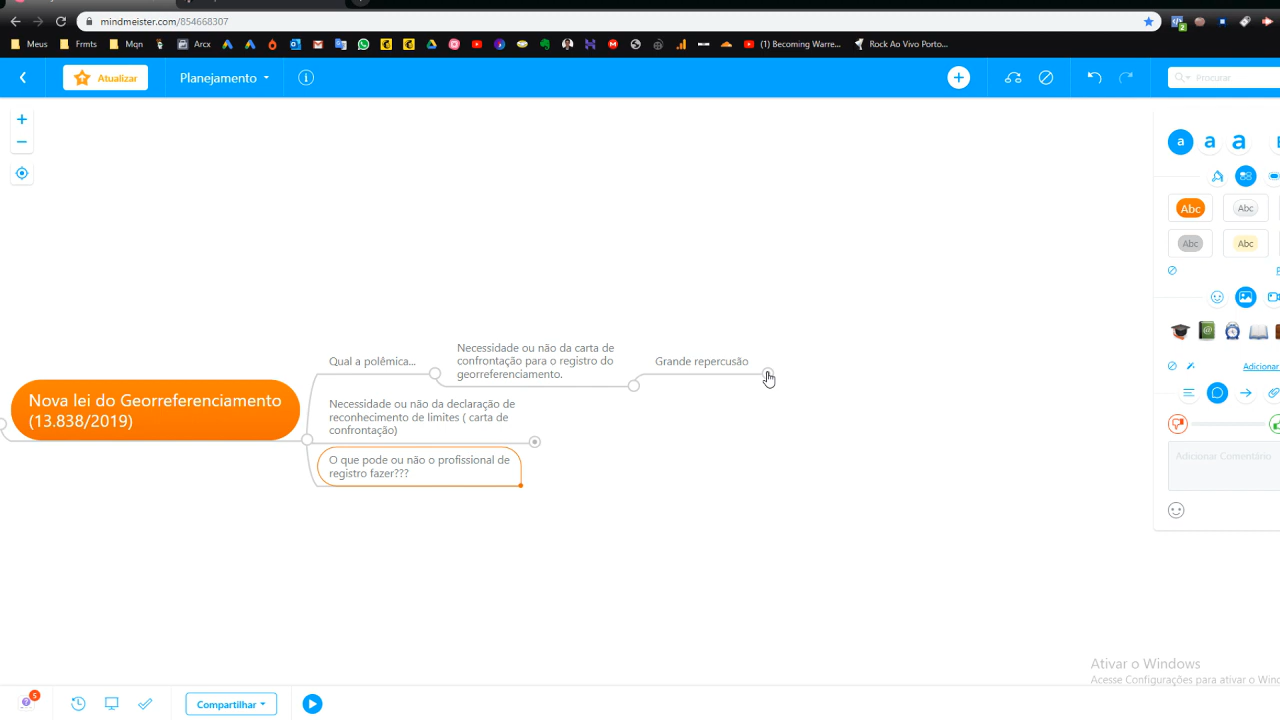 mindmeister.com/854668307
Meus
Frmts
Mqn
Arcx
(1) Becoming Warre...
Rock Ao Vivo Porto...
Atualizar
Planejamento
Procurar
a a a
Abc
Abc
Abc
Abc
Qual a polêmica...
Necessidade ou não da carta de
confrontação para o registro do
georreferenciamento.
Grande repercusão
Nova lei do Georreferenciamento
(13.838/2019)
Necessidade ou não da declaração de
reconhecimento de limites ( carta de
confrontação)
O que pode ou não o profissional de
registro fazer???
Adicionar
Adicionar Comentário
Ativar o Windows
Acesse Configurações para ativar o Win
5
Compartilhar